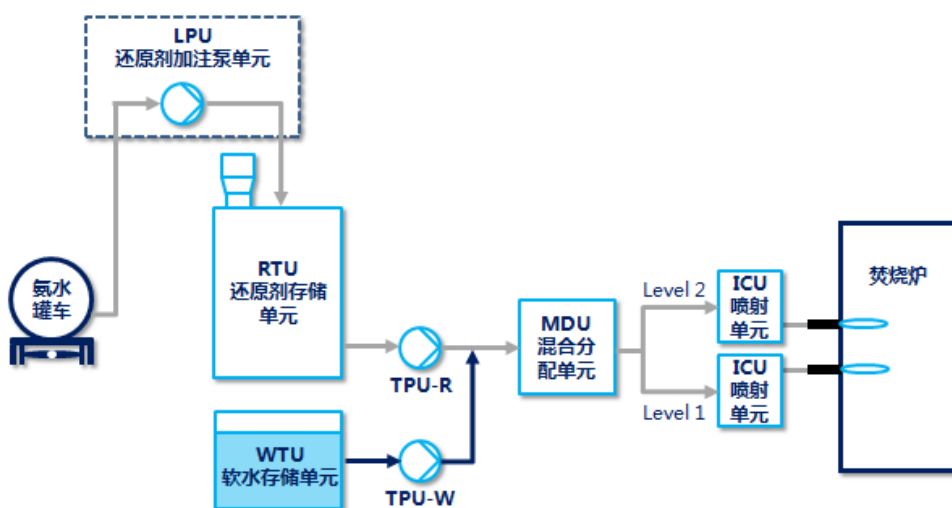 LPU
还原剂加注泵单元
氨水
罐车
RTU
还原剂存储
单元
TPU-R
WTU
软水存储单元
TPU-W
MDU
混合分
配单元
Level 2
Level 1
ICU
喷射
单元
ICU
喷射
单元
焚烧炉